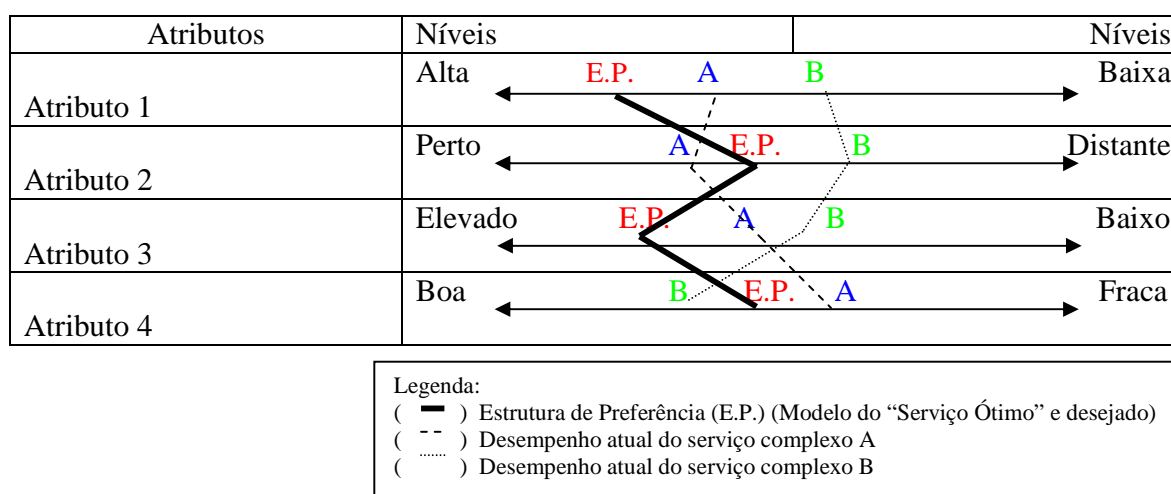 Atributos Níveis Níveis
Alta E.P. A B Baixa
Atributo 1
Perto A E.P. B Distante
Atributo 2
Elevado E.P. A B Baixo
Atributo 3
Boa B E.P. A Fraca
Atributo 4
Legenda:
( ) Estrutura de Preferência (E.P.) (Modelo do “Serviço Ótimo” e desejado)
( ) Desempenho atual do serviço complexo A
( ) Desempenho atual do serviço complexo B